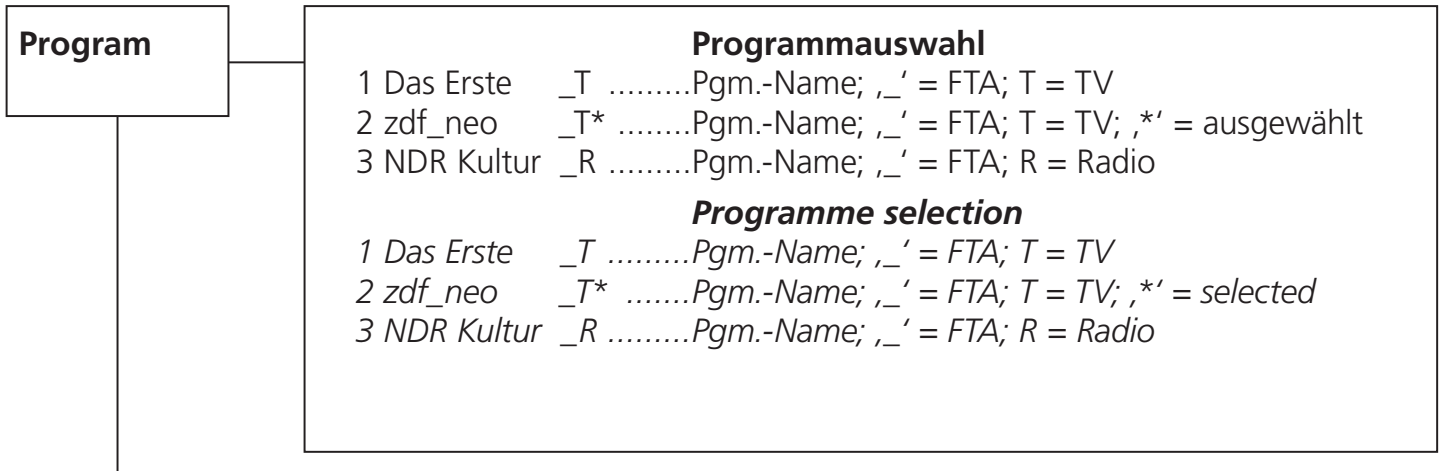 Program
Programmauswahl
1 Das Erste _T .........Pgm.-Name; ‚_‘ = FTA; T = TV
2 zdf_neo _T* .......Pgm.-Name; ‚_‘ = FTA; T = TV; ‚*‘ = ausgewählt
3 NDR Kultur _R .........Pgm.-Name; ‚_‘ = FTA; R = Radio
Programme selection
1 Das Erste _T .........Pgm.-Name; ‚_‘ = FTA; T = TV
2 zdf_neo _T* .......Pgm.-Name; ‚_‘ = FTA; T = TV; ‚*‘ = selected
3 NDR Kultur _R .........Pgm.-Name; ‚_‘ = FTA; R = Radio